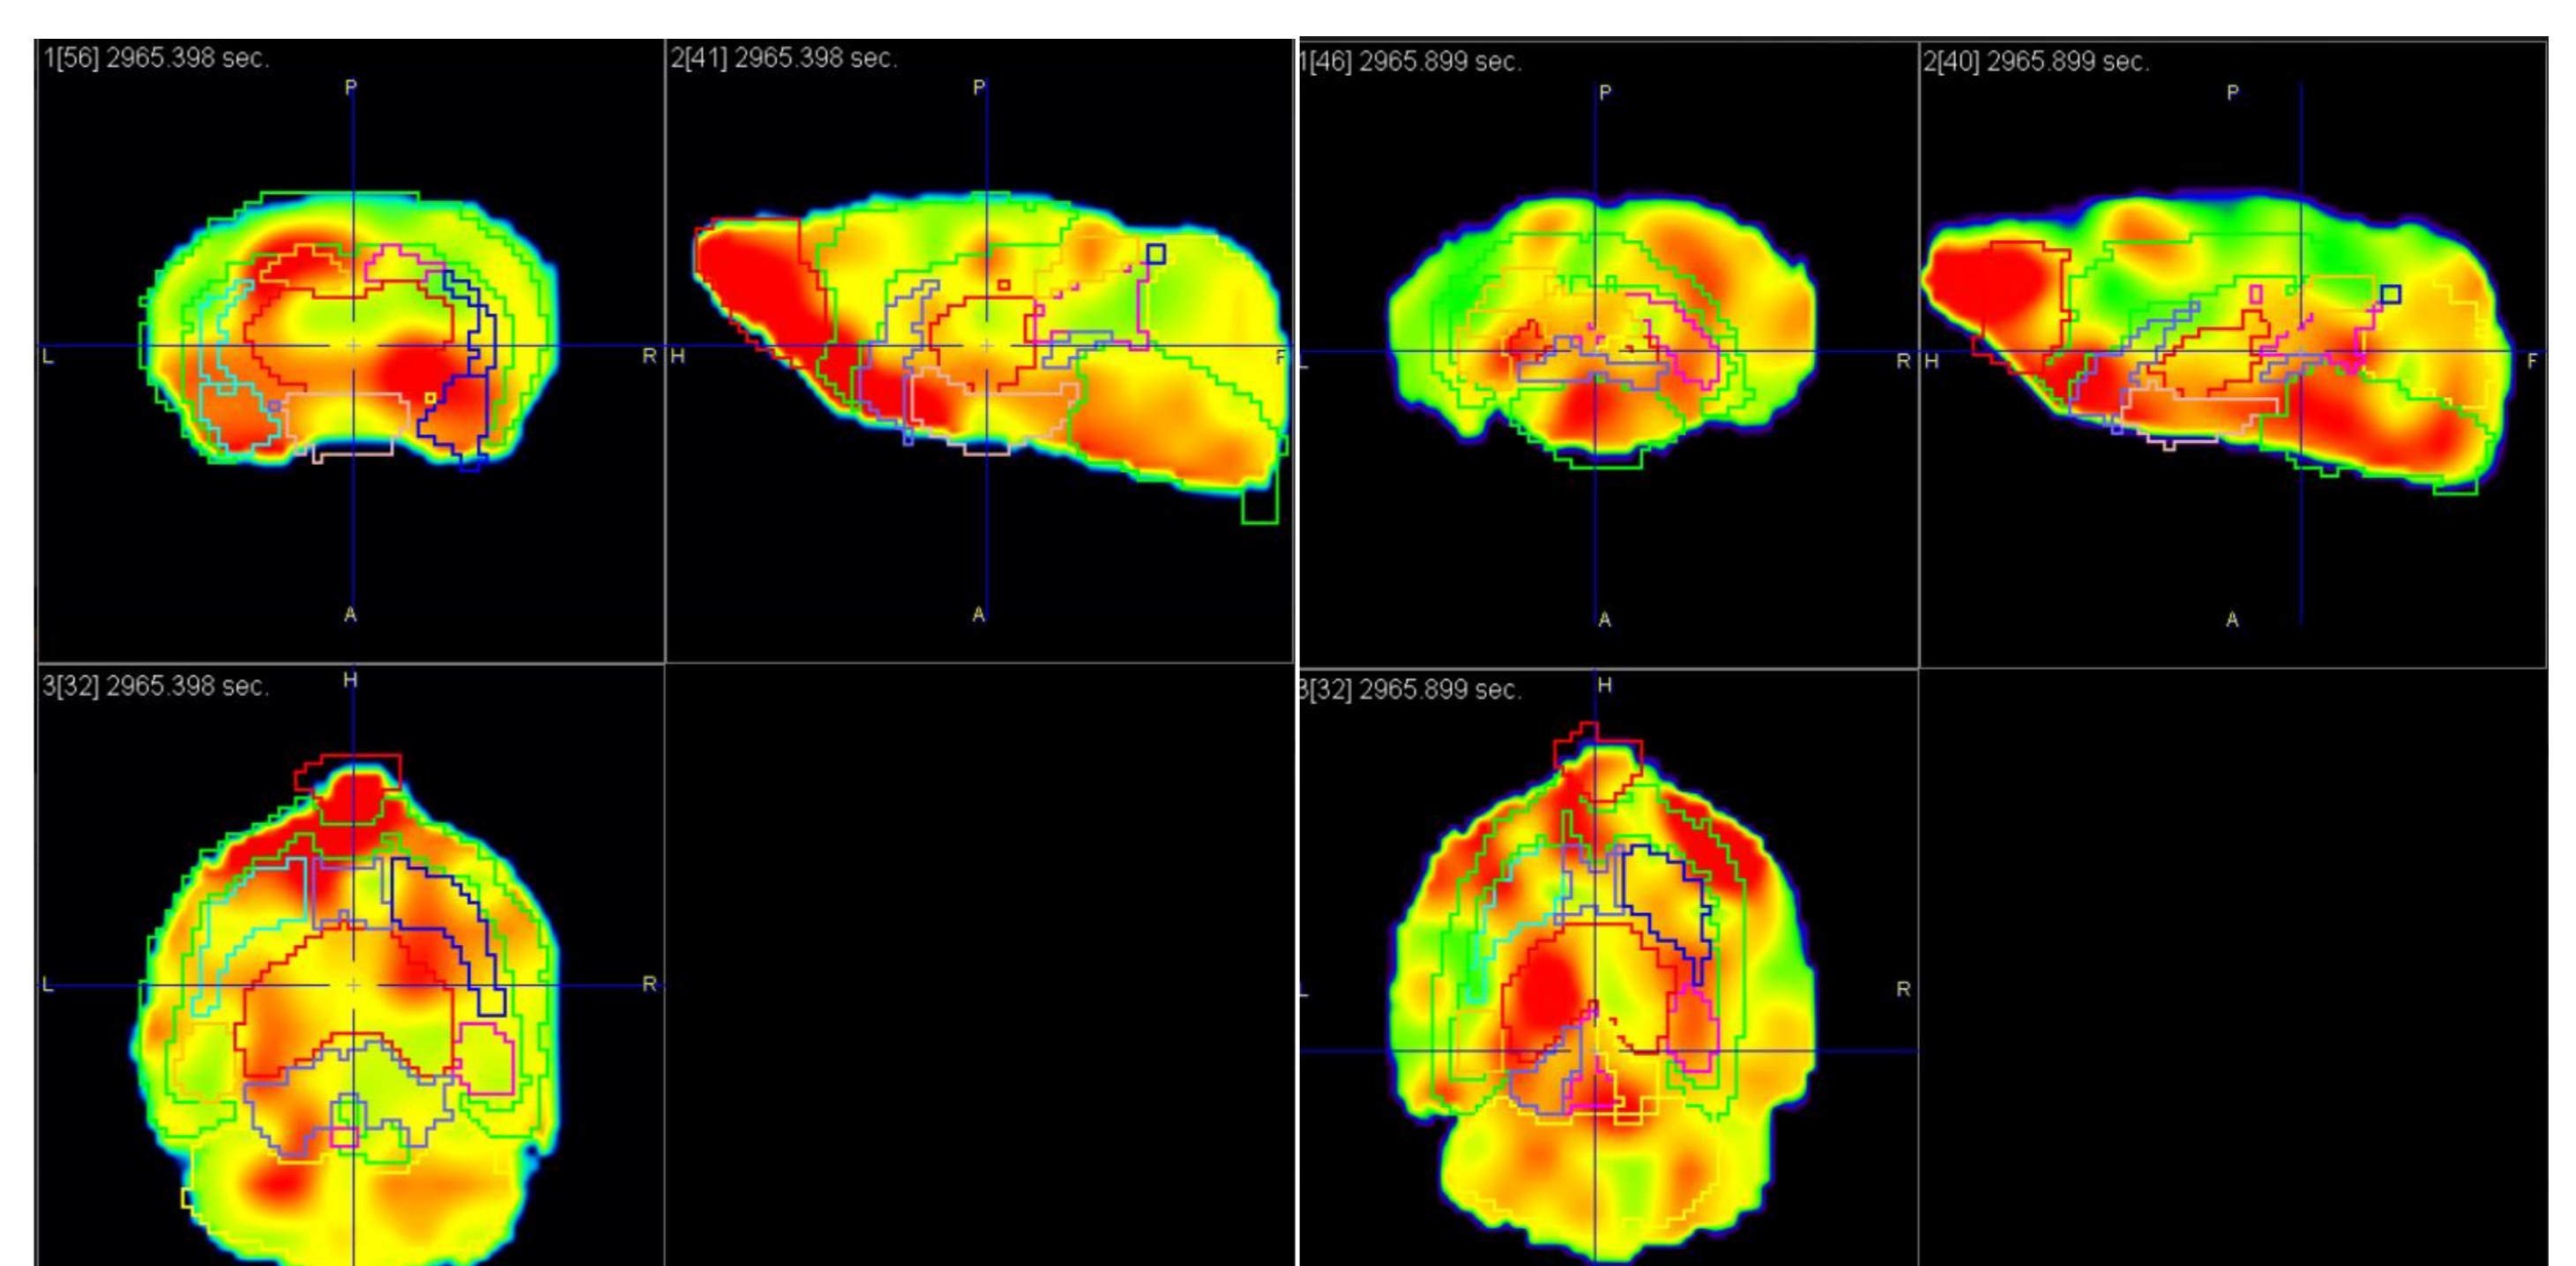 1[56] 2965.398 sec.
P
L
R
A
2[41] 2965.398 sec.
P
H
F
A
1[46] 2965.899 sec.
P
L
R
A
2[40] 2965.899 sec.
P
H
F
A
3[32] 2965.398 sec.
H
L
R
3[32] 2965.899 sec.
H
L
R